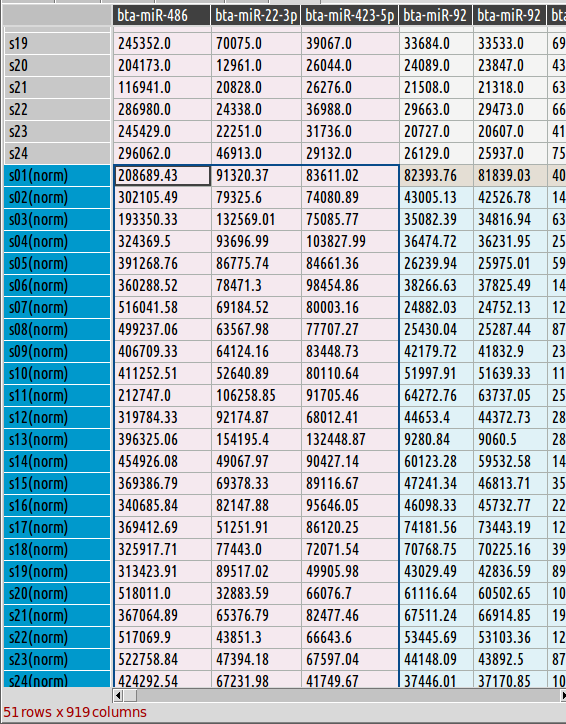 bta-miR-486 bta-miR-22-3p bta-miR-423-5p bta-miR-92 bta-miR-92 bta
s19 245352.0 70075.0 39067.0 33684.0 33533.0 69
s20 204173.0 12961.0 26044.0 24089.0 23847.0 43
s21 116941.0 20828.0 26276.0 21508.0 21318.0 63
s22 286980.0 24338.0 36988.0 29663.0 29473.0 66
s23 245429.0 22251.0 31736.0 20727.0 20607.0 41
s24 296062.0 46913.0 29132.0 26129.0 25937.0 75
s01(norm) 208689.43 91320.37 83611.02 82393.76 81839.03 40
s02(norm) 302105.49 79325.6 74080.89 43005.13 42526.78 14
s03(norm) 193350.33 132569.01 75085.77 35082.39 34816.94 63
s04(norm) 324369.5 93696.99 103827.99 36474.72 36231.95 25
s05(norm) 391268.76 86775.74 84661.36 26239.94 25975.01 59
s06(norm) 360288.52 78471.3 98454.86 38266.63 37825.49 14
s07(norm) 516041.58 69184.52 80003.16 24882.03 24752.13 12
s08(norm) 499237.06 63567.98 77707.27 25430.04 25287.44 87
s09(norm) 406709.33 64124.16 83448.73 42179.72 41832.9 23
s10(norm) 411252.51 52640.89 80110.64 51997.91 51639.33 11
s11(norm) 212747.0 106258.85 91705.46 64272.76 63737.05 25
s12(norm) 319784.33 92174.87 68012.41 44653.4 44372.73 28
s13(norm) 396325.06 154195.4 132448.87 9280.84 9060.5 28
s14(norm) 454926.08 49067.97 90427.14 60123.28 59532.58 14
s15(norm) 369386.79 69378.33 89116.67 47241.34 46813.71 35
s16(norm) 340685.84 82147.88 95646.05 46098.33 45732.77 22
s17(norm) 369412.69 51251.91 86120.25 74181.56 73443.19 12
s18(norm) 325917.71 77443.0 72071.54 70768.75 70225.16 39
s19(norm) 313423.91 89517.02 49905.98 43029.49 42836.59 89
s20(norm) 518011.0 32883.59 66076.7 61116.64 60502.65 10
s21(norm) 367064.89 65376.79 82477.46 67511.24 66914.85 19
s22(norm) 517069.9 43851.3 66643.6 53445.69 53103.36 12
s23(norm) 522758.84 47394.18 67597.04 44148.09 43892.5 87
s24(norm) 424292.54 67231.98 41749.67 37446.01 37170.85 10
51 rows x 919 columns